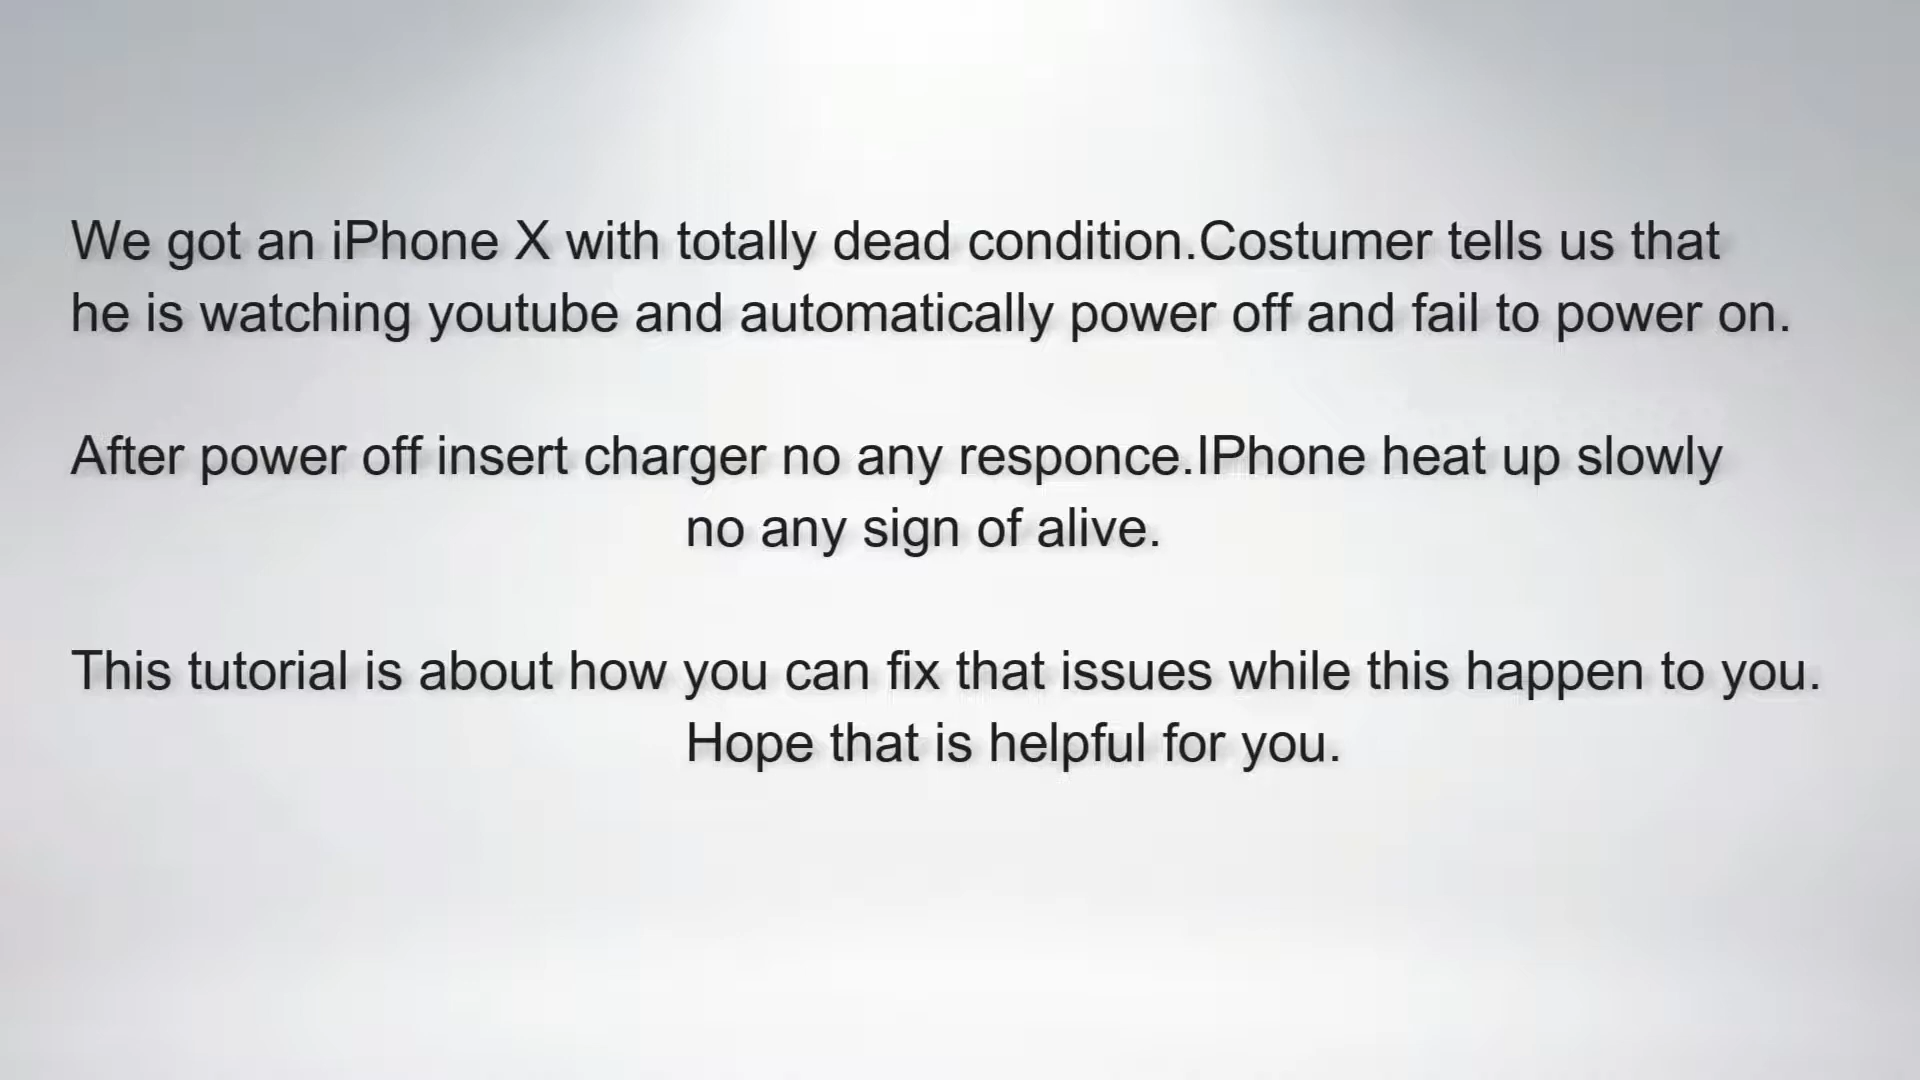 We got an iPhone X with totally dead condition.Costumer tells us that
he is watching youtube and automatically power off and fail to power on.
After power off insert charger no any responce.IPhone heat up slowly
no any sign of alive.
This tutorial is about how you can fix that issues while this happen to you.
Hope that is helpful for you.